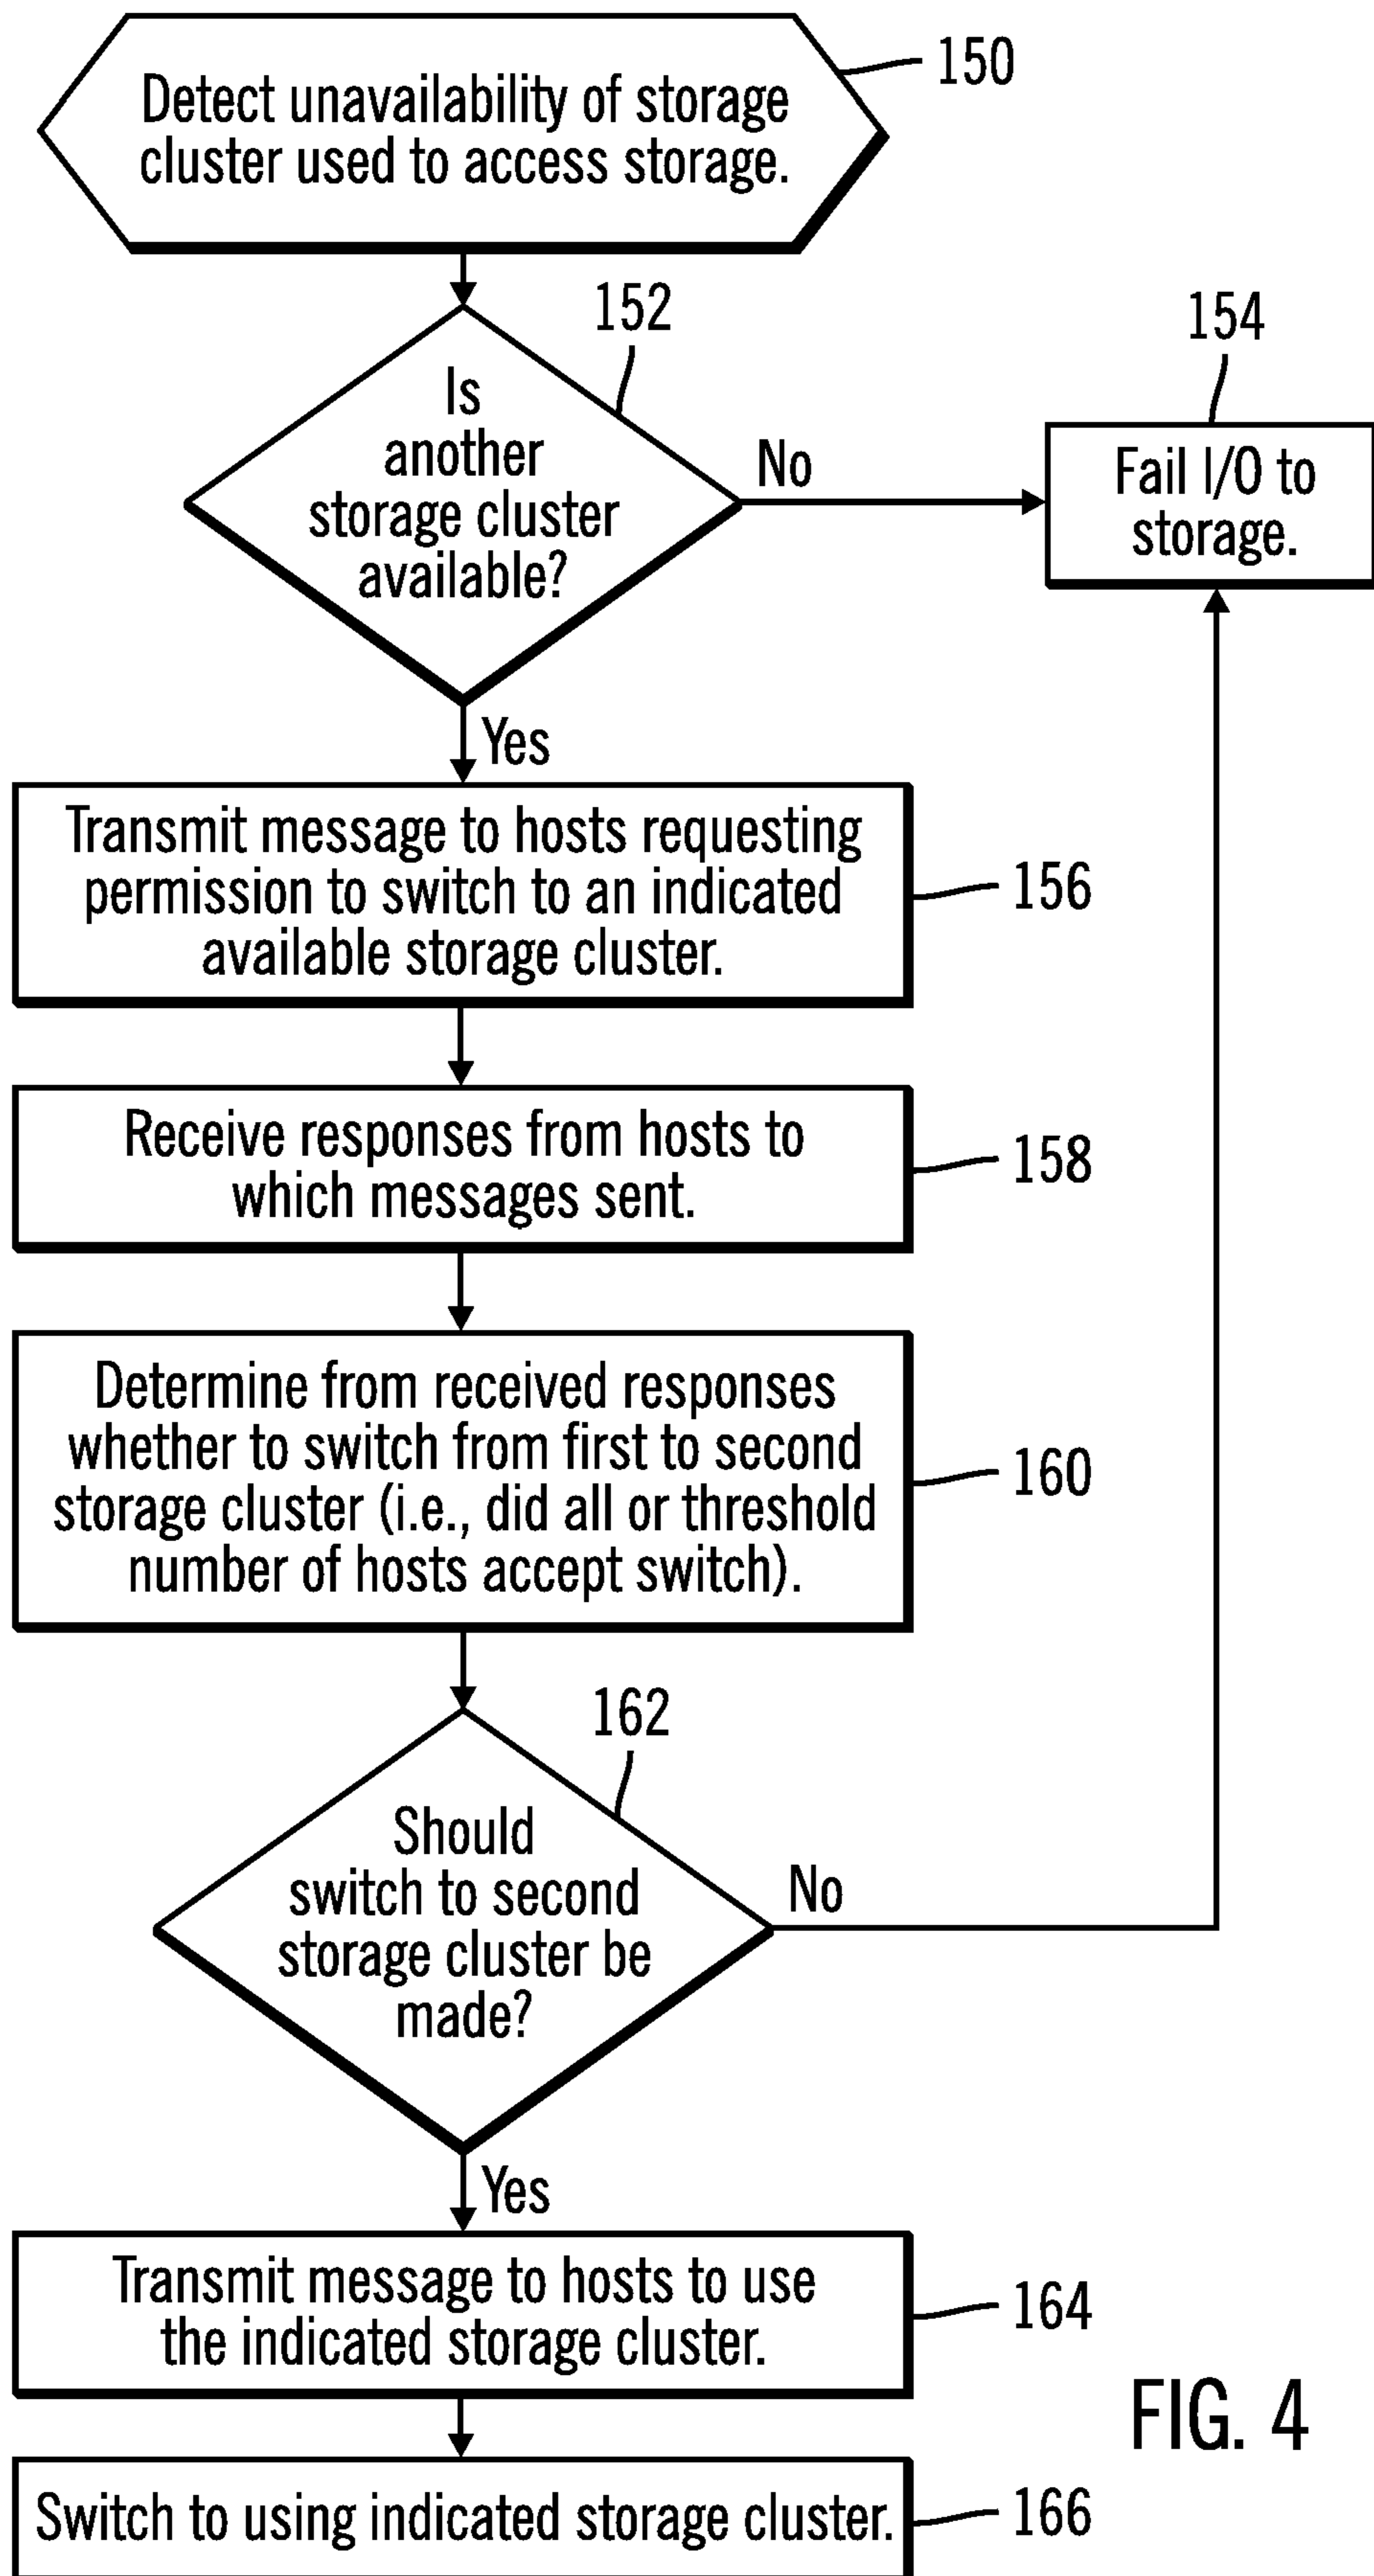 Detect unavailability of storage
cluster used to access storage.
150
152
Is
another
storage cluster
available?
No
154
Fail I/O to
storage.
Yes
Transmit message to hosts requesting
permission to switch to an indicated
available storage cluster.
156
Receive responses from hosts to
which messages sent.
158
Determine from received responses
whether to switch from first to second
storage cluster (i.e., did all or threshold
number of hosts accept switch).
160
162
Should
switch to second
storage cluster be
made?
No
Yes
Transmit message to hosts to use
the indicated storage cluster.
164
Switch to using indicated storage cluster.
166
FIG. 4